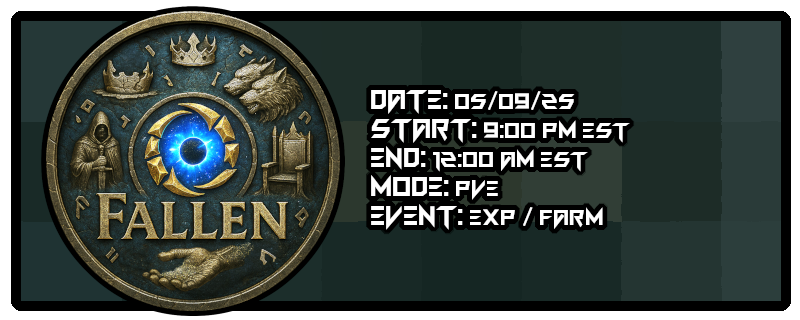 FALLEN
DATE: 05/09/25
START: 9:00 PM EST
END: 12:00 AM EST
MODE: PVE
EVENT: EXP / FARM